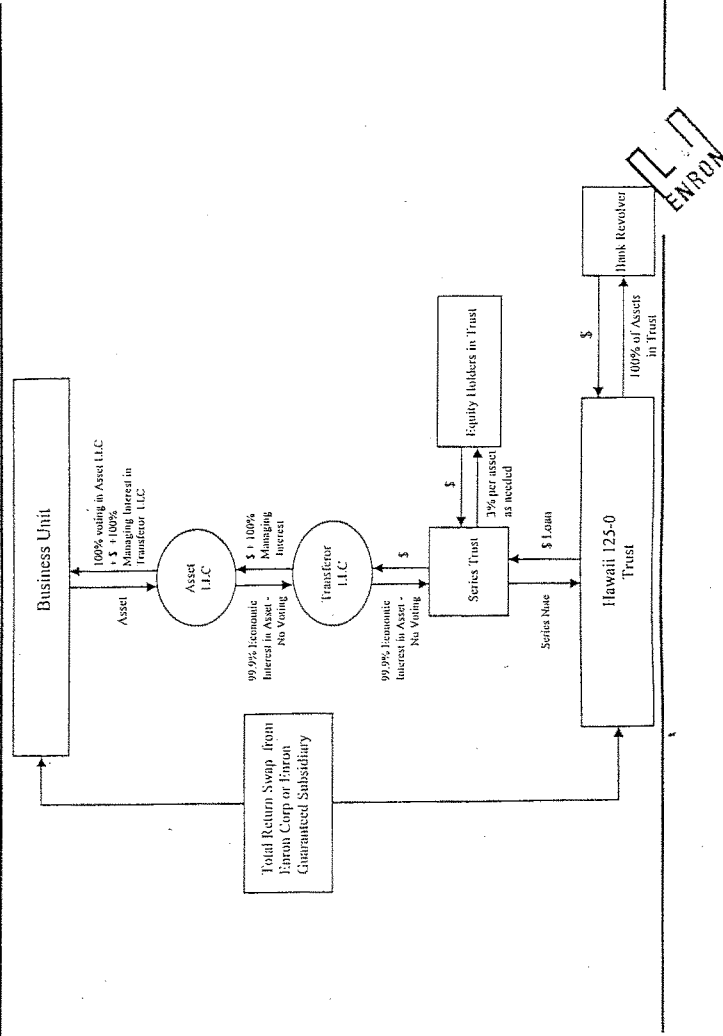 Business Unit
Asset
100% voting in Asset LLC
+ $ +100%
Managing Interest in
Transferor LLC
Asset
LLC
99.9% Economic
Interest in Asset -
No Voting
$ + 100%
Managing
Interest
Transferor
LLC
99.9% Economic
Interest in Asset -
No Voting
$
Total Return Swap from
Enron Corp or Enron
Guaranteed Subsidiary
Series Trust
$
3% per asset
as needed
Equity Holders in Trust
Series Note
$ Loan
Hawaii 125-0
Trust
$
100% of Assets
in Trust
Bank Revolver
ENRON